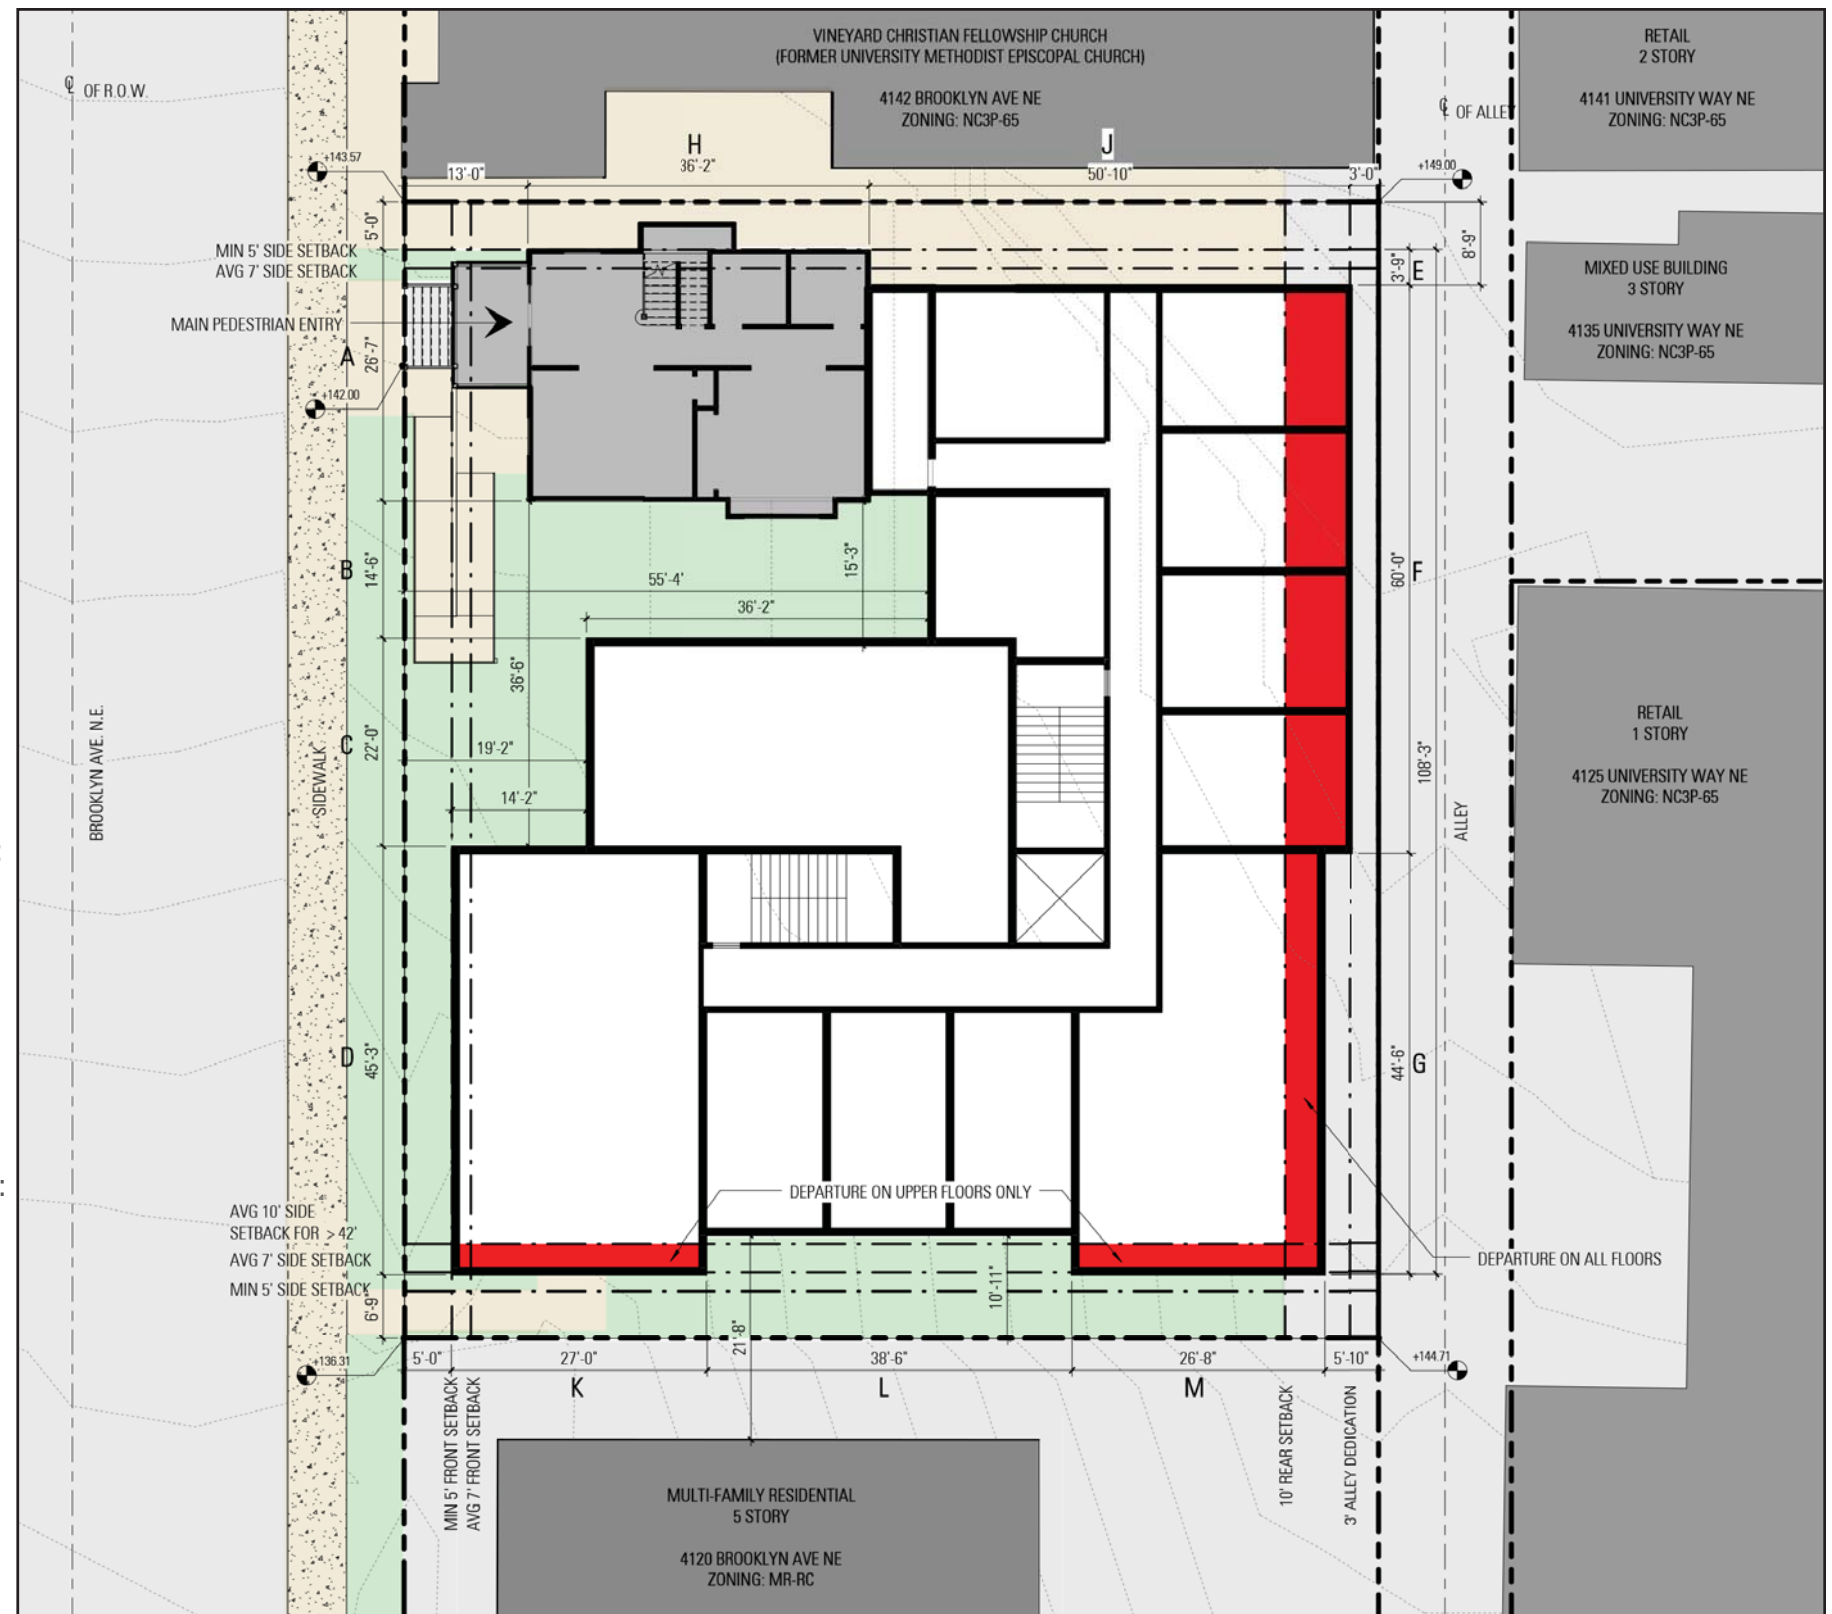 VINEYARD CHRISTIAN FELLOWSHIP CHURCH
(FORMER UNIVERSITY METHODIST EPISCOPAL CHURCH)
4142 BROOKLYN AVE NE
ZONING: NC3P-65
RETAIL
2 STORY
4141 UNIVERSITY WAY NE
ZONING: NC3P-65
℄ OF R.O.W.
℄ OF ALLEY
+143.57
H
J
13'-0"
36'-2"
50'-10"
3'-0
+149.00
5'-0"
8'-9"
MIN 5' SIDE SETBACK
AVG 7' SIDE SETBACK
3'-9"
E
MIXED USE BUILDING
3 STORY
4135 UNIVERSITY WAY NE
ZONING: NC3P-65
MAIN PEDESTRIAN ENTRY
A
26'-7"
+142.00
B
14'-6"
55'-4'
15'-3"
36'-2"
60'-0"
F
36'-6"
C
22'-0"
19'-2"
14'-2"
108'-3"
BROOKLYN AVE. N.E.
SIDEWALK
ALLEY
RETAIL
1 STORY
4125 UNIVERSITY WAY NE
ZONING: NC3P-65
D
45'-3"
44'-6"
G
DEPARTURE ON UPPER FLOORS ONLY
AVG 10' SIDE
SETBACK FOR >42'
AVG 7' SIDE SETBACK
MIN 5' SIDE SETBACK
DEPARTURE ON ALL FLOORS
6'-9"
10'-11"
21'-8"
+136.31
5'-0"
27'-0"
38'-6"
26'-8"
5'-10"
+144.71
K
L
M
MIN 5' FRONT SETBACK
AVG 7' FRONT SETBACK
10' REAR SETBACK
3' ALLEY DEDICATION
MULTI-FAMILY RESIDENTIAL
5 STORY
4120 BROOKLYN AVE NE
ZONING: MR-RC